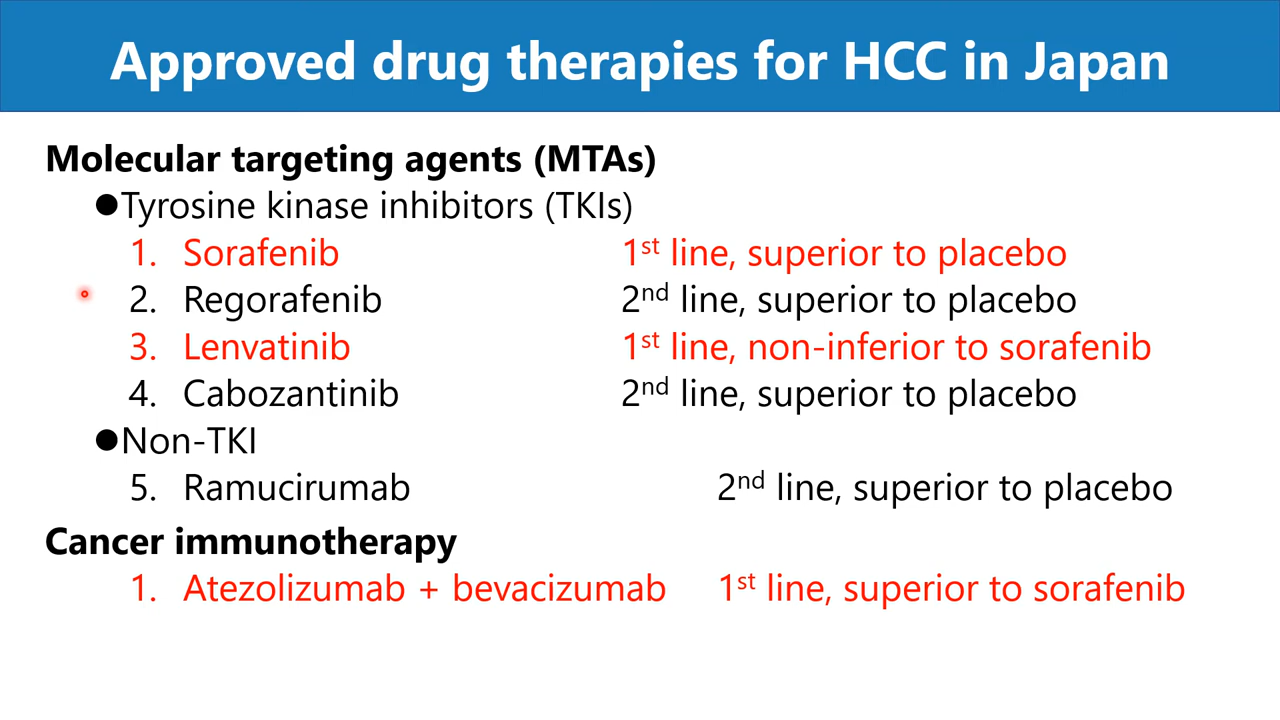 Approved drug therapies for HCC in Japan
Molecular targeting agents (MTAs)
●Tyrosine kinase inhibitors (TKIs)
1. Sorafenib 1st line, superior to placebo
2. Regorafenib 2nd line, superior to placebo
3. Lenvatinib 1st line, non-inferior to sorafenib
4. Cabozantinib 2nd line, superior to placebo
●Non-TKI
5. Ramucirumab 2nd line, superior to placebo
Cancer immunotherapy
1. Atezolizumab + bevacizumab 1st line, superior to sorafenib